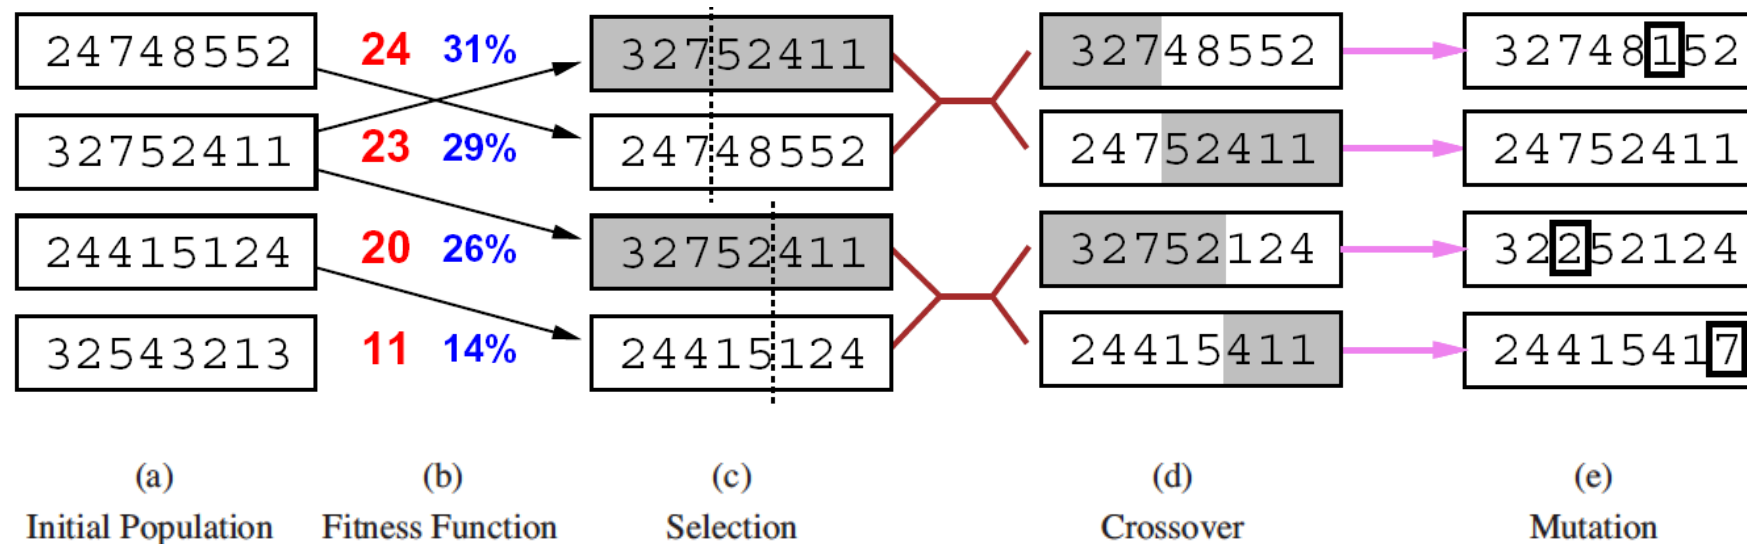 24748552 24 31% 32752411 32748552 32748152
32752411 23 29% 24748552 24752411 24752411
24415124 20 26% 32752411 32752124 32252124
32543213 11 14% 24415124 24415411 24415417
(a) (b) (c) (d) (e)
Initial Population Fitness Function Selection Crossover Mutation